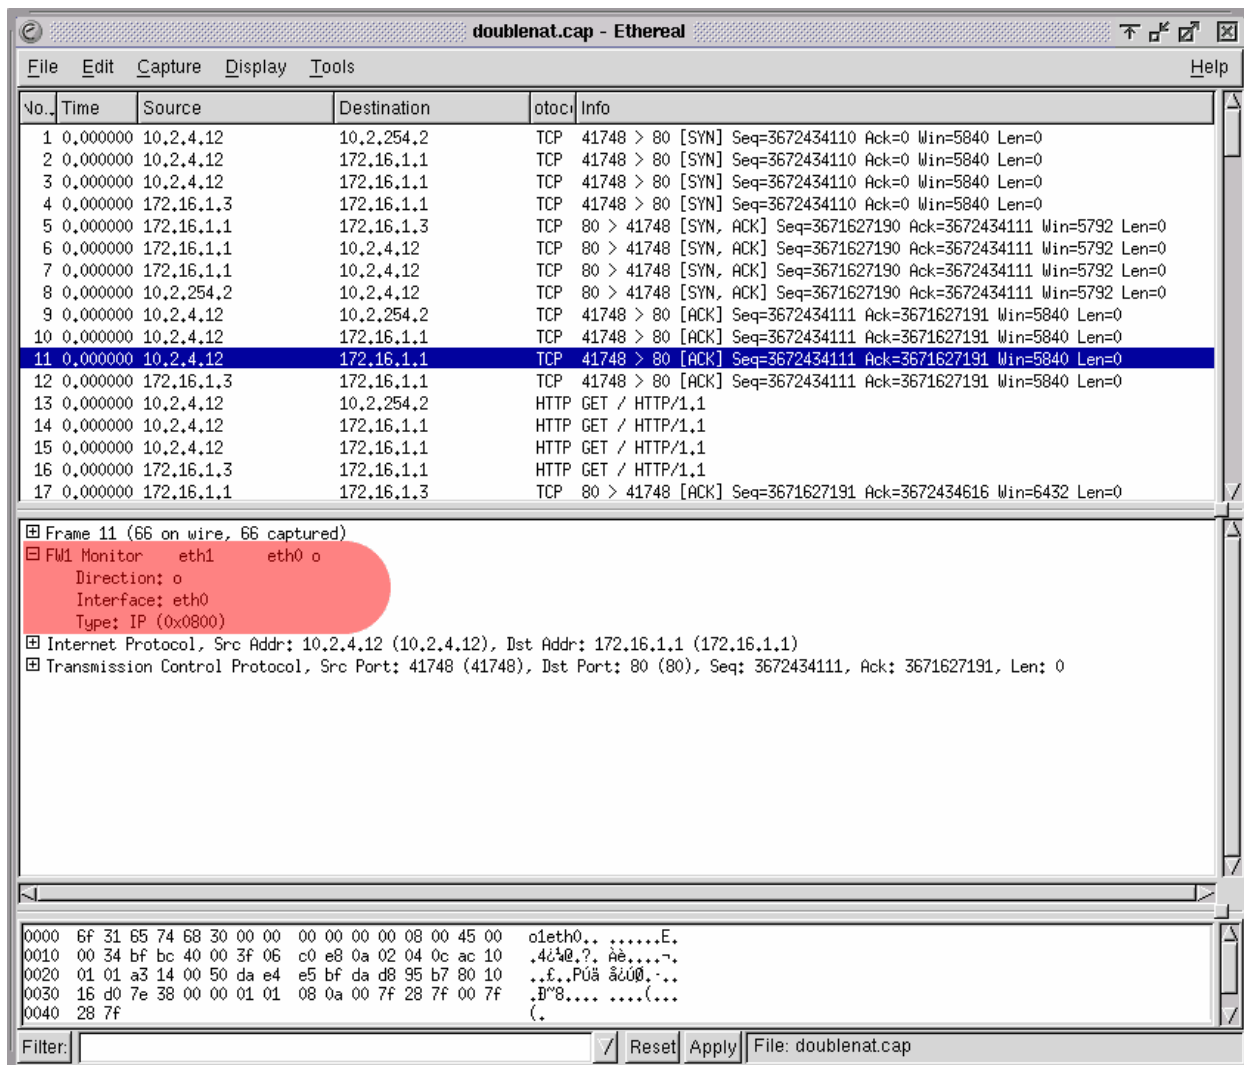 doublenat.cap - Ethereal
File Edit Capture Display Tools Help
No. Time Source Destination otoco Info
1 0.000000 10.2.4.12 10.2.254.2 TCP 41748 > 80 [SYN] Seq=3672434110 Ack=0 Win=5840 Len=0
2 0.000000 10.2.4.12 172.16.1.1 TCP 41748 > 80 [SYN] Seq=3672434110 Ack=0 Win=5840 Len=0
3 0.000000 10.2.4.12 172.16.1.1 TCP 41748 > 80 [SYN] Seq=3672434110 Ack=0 Win=5840 Len=0
4 0.000000 172.16.1.3 172.16.1.1 TCP 41748 > 80 [SYN] Seq=3672434110 Ack=0 Win=5840 Len=0
5 0.000000 172.16.1.1 172.16.1.3 TCP 80 > 41748 [SYN, ACK] Seq=3671627190 Ack=3672434111 Win=5792 Len=0
6 0.000000 172.16.1.1 10.2.4.12 TCP 80 > 41748 [SYN, ACK] Seq=3671627190 Ack=3672434111 Win=5792 Len=0
7 0.000000 172.16.1.1 10.2.4.12 TCP 80 > 41748 [SYN, ACK] Seq=3671627190 Ack=3672434111 Win=5792 Len=0
8 0.000000 10.2.254.2 10.2.4.12 TCP 80 > 41748 [SYN, ACK] Seq=3671627190 Ack=3672434111 Win=5792 Len=0
9 0.000000 10.2.4.12 10.2.254.2 TCP 41748 > 80 [ACK] Seq=3672434111 Ack=3671627191 Win=5840 Len=0
10 0.000000 10.2.4.12 172.16.1.1 TCP 41748 > 80 [ACK] Seq=3672434111 Ack=3671627191 Win=5840 Len=0
11 0.000000 10.2.4.12 172.16.1.1 TCP 41748 > 80 [ACK] Seq=3672434111 Ack=3671627191 Win=5840 Len=0
12 0.000000 172.16.1.3 172.16.1.1 TCP 41748 > 80 [ACK] Seq=3672434111 Ack=3671627191 Win=5840 Len=0
13 0.000000 10.2.4.12 10.2.254.2 HTTP GET / HTTP/1.1
14 0.000000 10.2.4.12 172.16.1.1 HTTP GET / HTTP/1.1
15 0.000000 10.2.4.12 172.16.1.1 HTTP GET / HTTP/1.1
16 0.000000 172.16.1.3 172.16.1.1 HTTP GET / HTTP/1.1
17 0.000000 172.16.1.1 172.16.1.3 TCP 80 > 41748 [ACK] Seq=3671627191 Ack=3672434616 Win=6432 Len=0
Frame 11 (66 on wire, 66 captured)
FW1 Monitor eth1 eth0 o
Direction: o
Interface: eth0
Type: IP (0x0800)
Internet Protocol, Src Addr: 10.2.4.12 (10.2.4.12), Dst Addr: 172.16.1.1 (172.16.1.1)
Transmission Control Protocol, Src Port: 41748 (41748), Dst Port: 80 (80), Seq: 3672434111, Ack: 3671627191, Len: 0
0000 6f 31 65 74 68 30 00 00 00 00 00 00 08 00 45 00 o1eth0.. ......E.
0010 00 34 bf bc 40 00 3f 06 c0 e8 0a 02 04 0c ac 10 .4¿¼@.?. Àè....¬.
0020 01 01 a3 14 00 50 da e4 e5 bf da d8 95 b7 80 10 ..£..PÚä å¿ÚØ.·..
0030 16 d0 7e 38 00 00 01 01 08 0a 00 7f 28 7f 00 7f .Ð~8.... ....(...
0040 28 7f (.
Filter: Reset Apply File: doublenat.cap